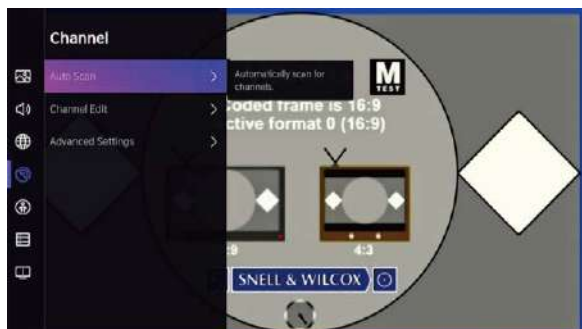 Channel
Auto Scan
Automatically scan for
channels.
Channel Edit
Advanced Settings
M
TEST
Coded frame is 16:9
ctive format 0 (16:9)
:9
4:3
SNELL & WILCOX